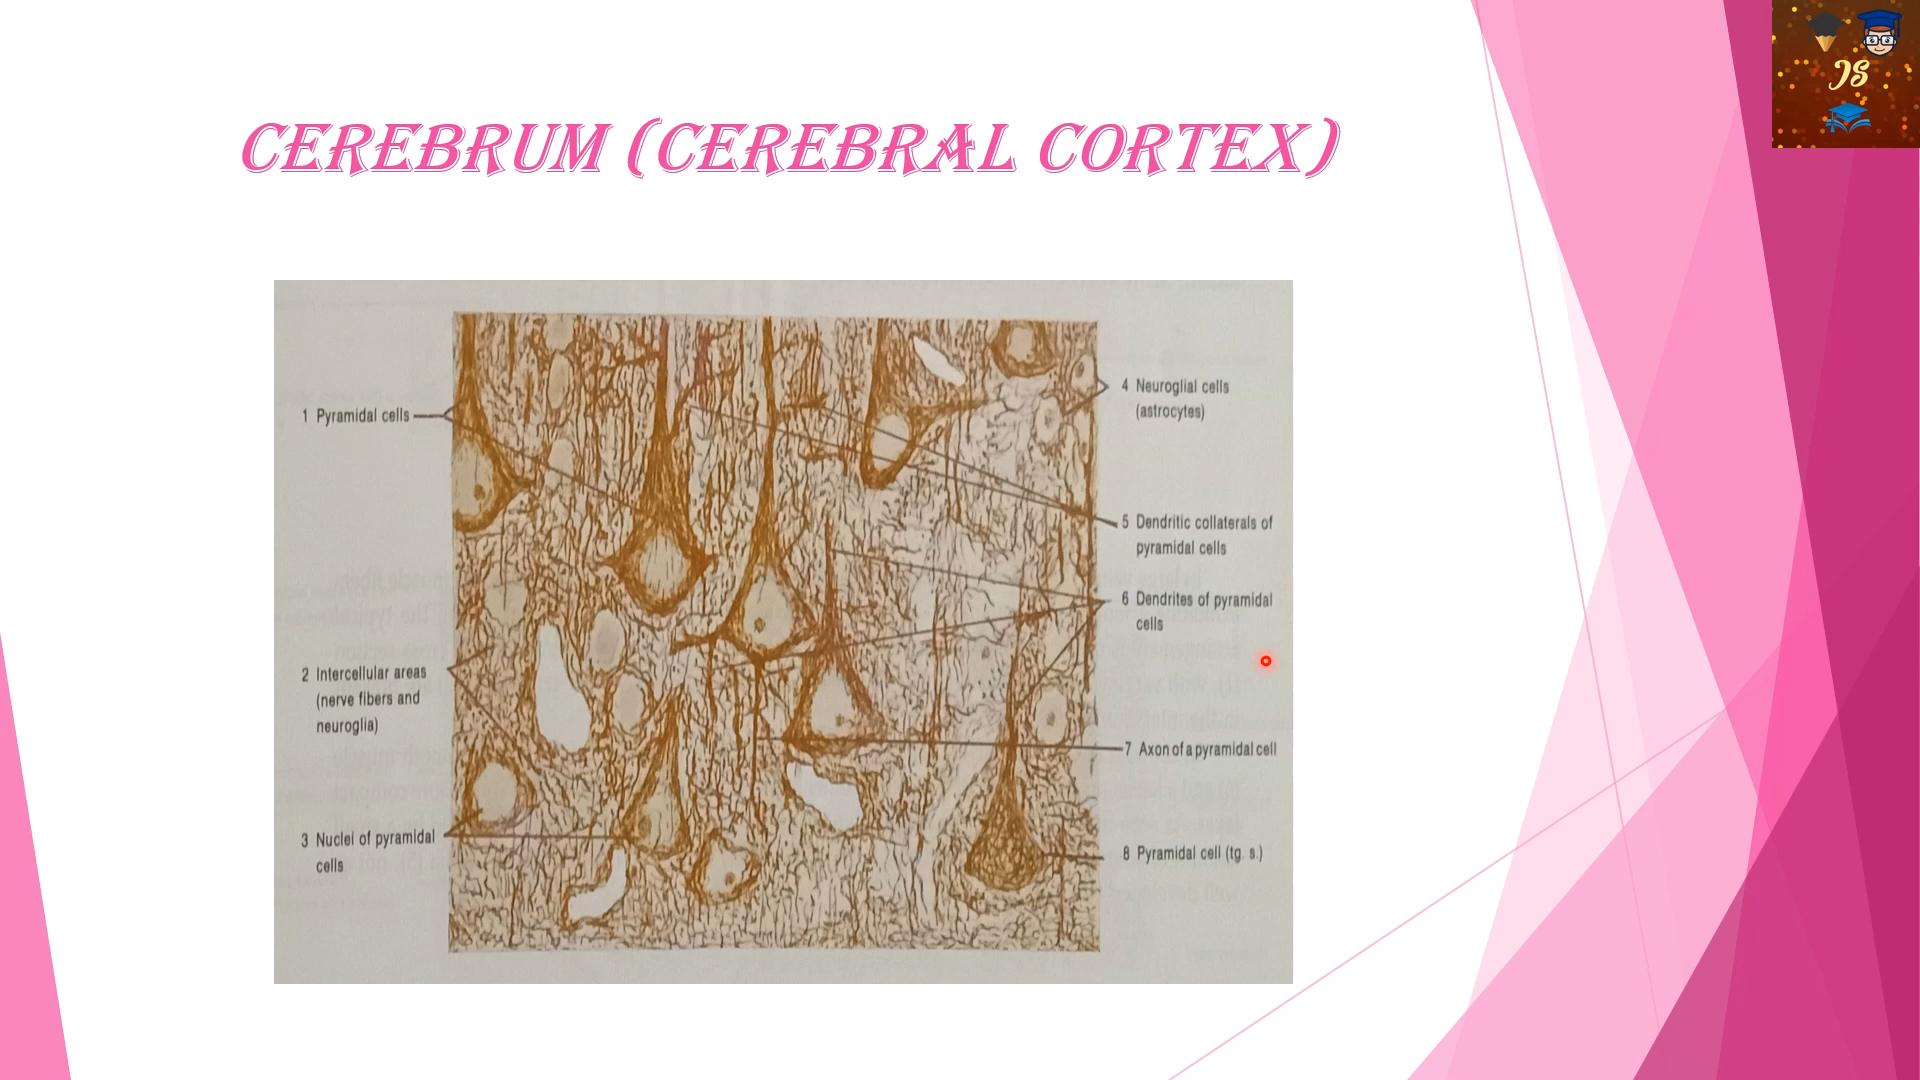 CEREBRUM (CEREBRAL CORTEX)
JS
1 Pyramidal cells
2 Intercellular areas
(nerve fibers and
neuroglia)
3 Nuclei of pyramidal
cells
4 Neuroglial cells
(astrocytes)
5 Dendritic collaterals of
pyramidal cells
6 Dendrites of pyramidal
cells
7 Axon of a pyramidal cell
8 Pyramidal cell (tg. s.)